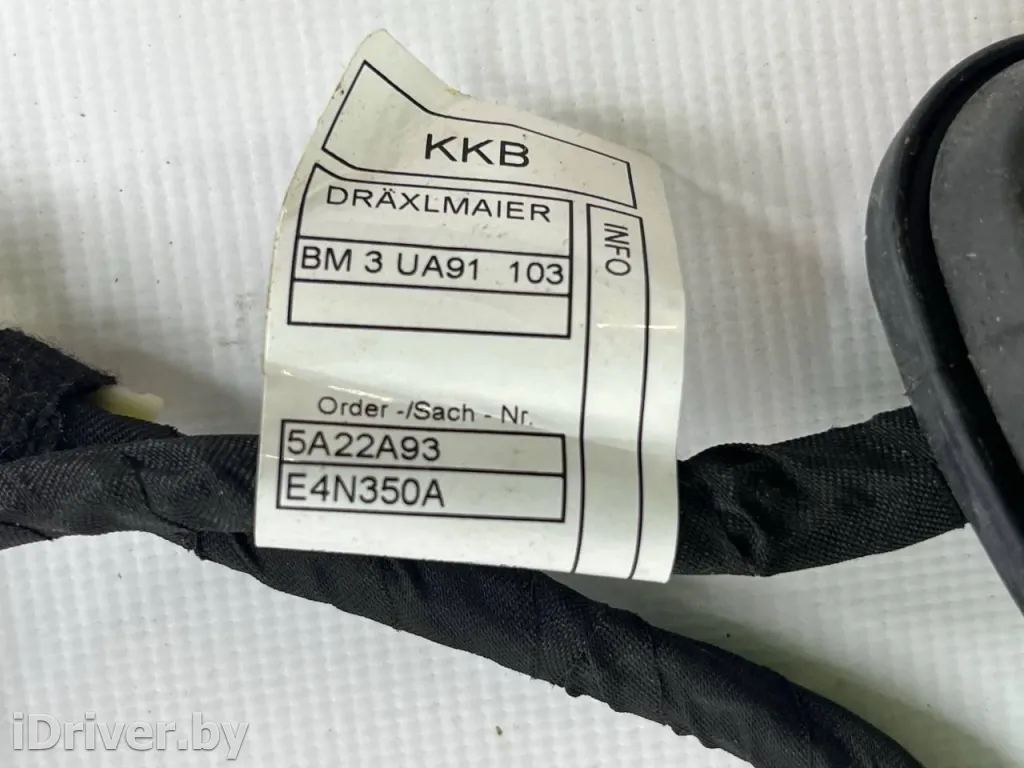 KKB
DRÄXLMAIER
INFO
BM 3 UA91 103
Order -/Sach - Nr.
5A22A93
E4N350A
iDriver.by